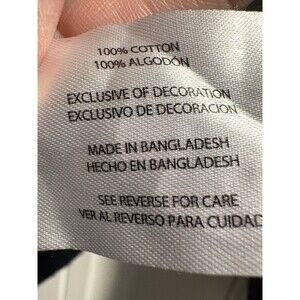 100% COTTON
100% ALGODÓN
EXCLUSIVE OF DECORATION
EXCLUSIVO DE DECORACION
MADE IN BANGLADESH
HECHO EN BANGLADESH
SEE REVERSE FOR CARE
VER AL REVERSO PARA CUIDAD